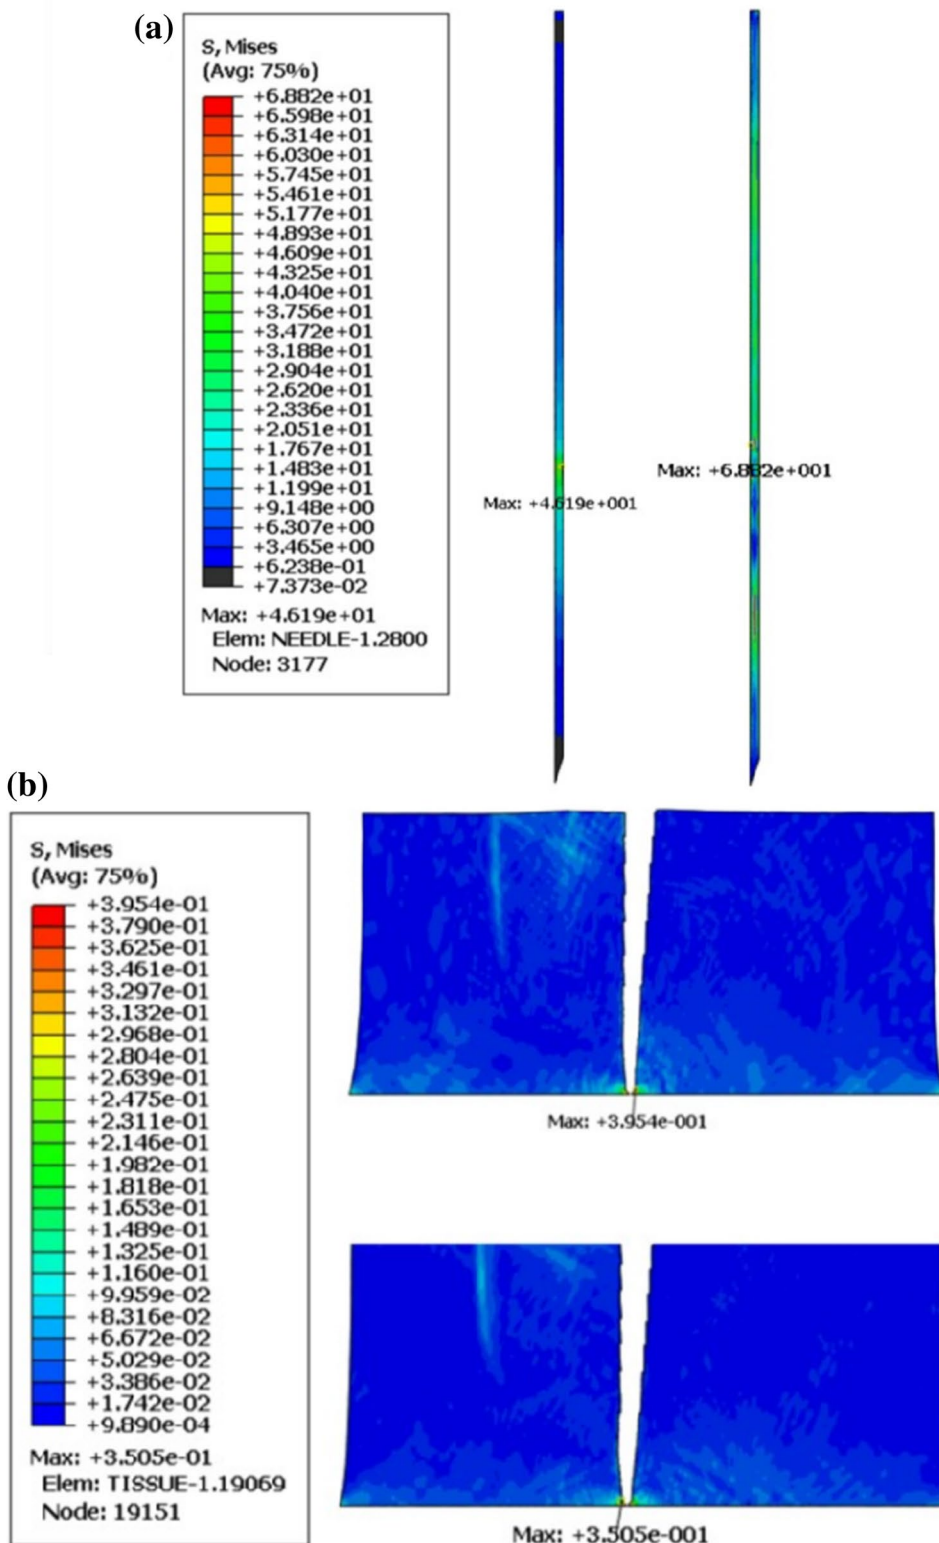 (a)
S, Mises
(Avg: 75%)
+6.882e+01
+6.598e+01
+6.314e+01
+6.030e+01
+5.745e+01
+5.461e+01
+5.177e+01
+4.893e+01
+4.609e+01
+4.325e+01
+4.040e+01
+3.756e+01
+3.472e+01
+3.188e+01
+2.904e+01
+2.620e+01
+2.336e+01
+2.051e+01
+1.767e+01
+1.483e+01
+1.199e+01
+9.148e+00
+6.307e+00
+3.465e+00
+6.238e-01
+7.373e-02
Max: +4.619e+01
Elem: NEEDLE-1.2800
Node: 3177
Max: +4.619e+001
Max: +6.882e+001
(b)
S, Mises
(Avg: 75%)
+3.954e-01
+3.790e-01
+3.625e-01
+3.461e-01
+3.297e-01
+3.132e-01
+2.968e-01
+2.804e-01
+2.639e-01
+2.475e-01
+2.311e-01
+2.146e-01
+1.982e-01
+1.818e-01
+1.653e-01
+1.489e-01
+1.325e-01
+1.160e-01
+9.959e-02
+8.316e-02
+6.672e-02
+5.029e-02
+3.386e-02
+1.742e-02
+9.890e-04
Max: +3.505e-01
Elem: TISSUE-1.19069
Node: 19151
Max: +3.954e-001
Max: +3.505e-001